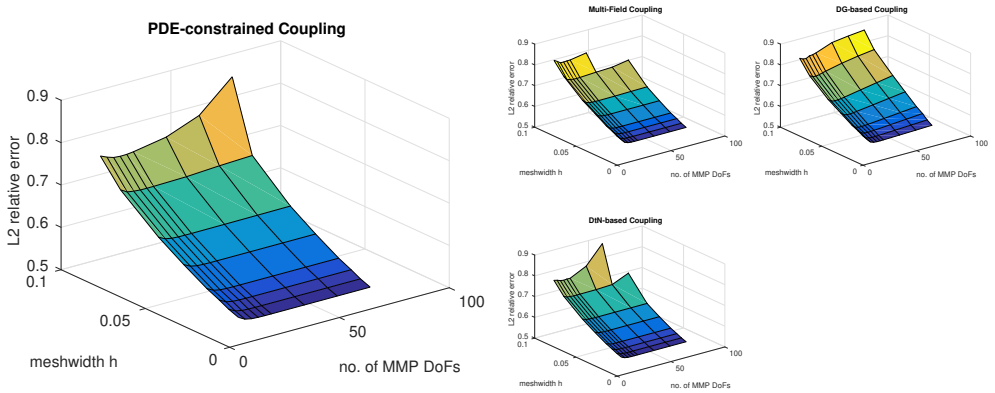 PDE-constrained Coupling
L2 relative error
0.9
0.8
0.7
0.6
0.5
0.1
0.05
0
meshwidth h
0
50
100
no. of MMP DoFs
Multi-Field Coupling
L2 relative error
0.9
0.8
0.7
0.6
0.5
0.1
0.05
0
meshwidth h
0
50
100
no. of MMP DoFs
DG-based Coupling
L2 relative error
0.9
0.8
0.7
0.6
0.5
0.1
0.05
0
meshwidth h
0
50
100
no. of MMP DoFs
DtN-based Coupling
L2 relative error
0.9
0.8
0.7
0.6
0.5
0.1
0.05
0
meshwidth h
0
50
100
no. of MMP DoFs